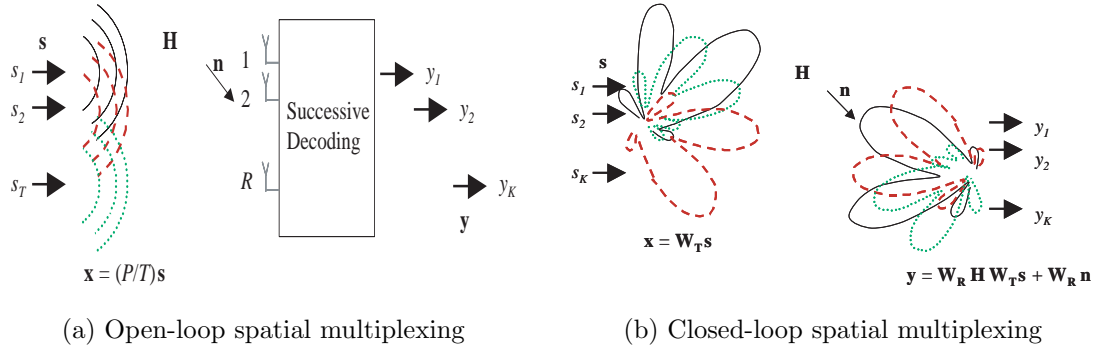 s
s1
s2
sT
H
n
1
2
R
Successive
Decoding
y1
y2
yK
y
x = (P/T)s
(a) Open-loop spatial multiplexing
s
s1
s2
sK
H
n
y1
y2
yK
x = WTs
y = WR H WTs + WR n
(b) Closed-loop spatial multiplexing